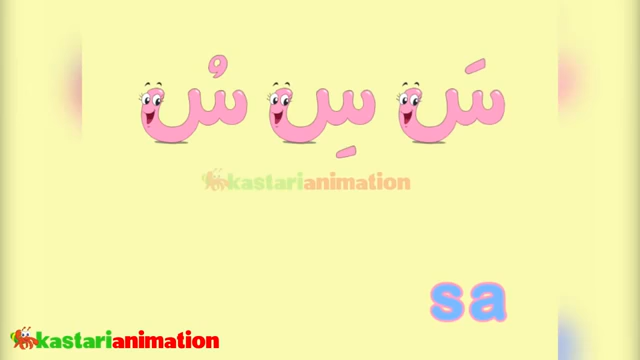 سَ سِ سُ
kastarianimation
sa
kastarianimation